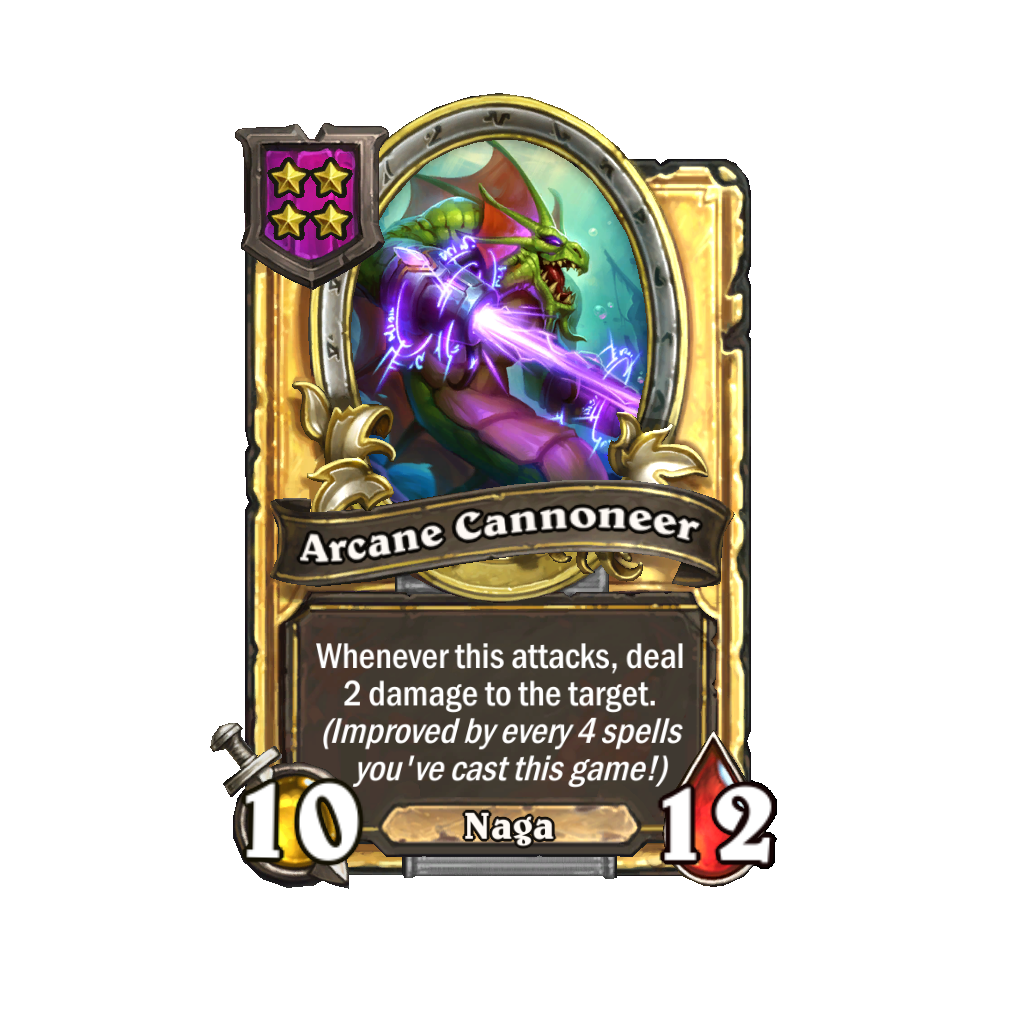 Arcane Cannoneer
Whenever this attacks, deal
2 damage to the target.
(Improved by every 4 spells
you've cast this game!)
10
Naga
12